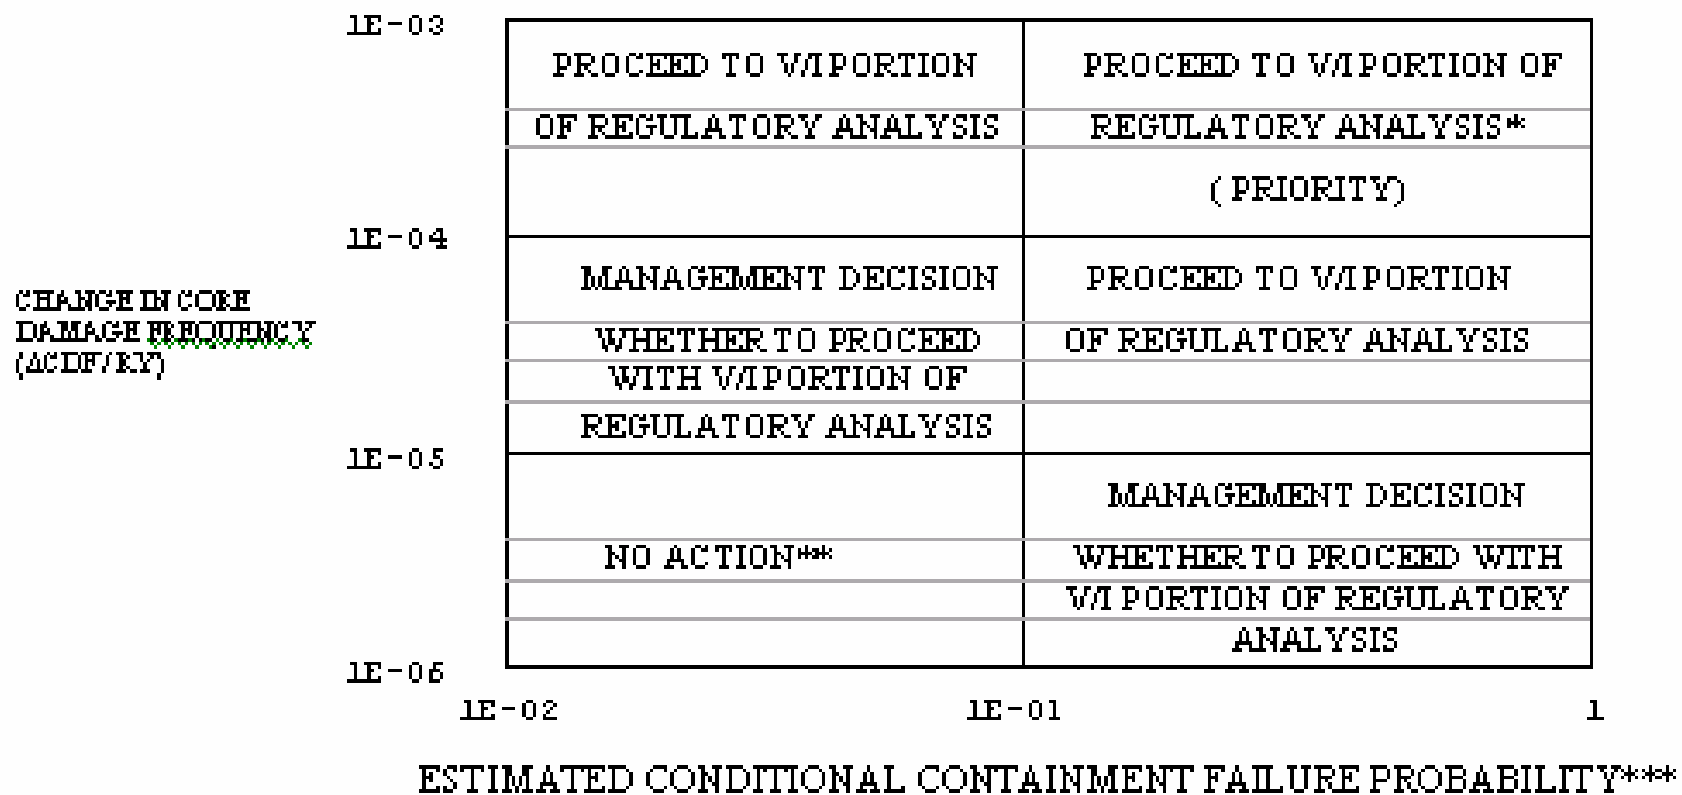 1E-03
PROCEED TO V/I PORTION
OF REGULATORY ANALYSIS
PROCEED TO V/I PORTION OF
REGULATORY ANALYSIS*
( PRIORITY)
1E-04
CHANGE IN CORE
DAMAGE FREQUENCY
(ΔCDF/RY)
MANAGEMENT DECISION
WHETHER TO PROCEED
WITH V/I PORTION OF
REGULATORY ANALYSIS
PROCEED TO V/I PORTION
OF REGULATORY ANALYSIS
1E-05
NO ACTION***
MANAGEMENT DECISION
WHETHER TO PROCEED WITH
V/I PORTION OF REGULATORY
ANALYSIS
1E-06
1E-02
1E-01
1
ESTIMATED CONDITIONAL CONTAINMENT FAILURE PROBABILITY***